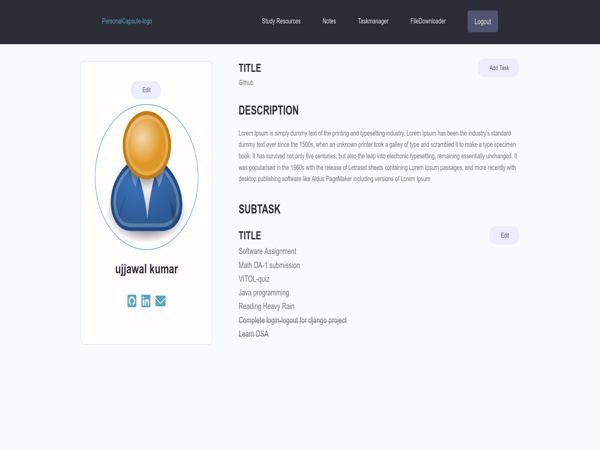 PersonalCapsule-logo
Study Resources
Notes
Taskmanager
FileDownloader
Logout
Edit
ujjawal kumar
TITLE
Add Task
Github
DESCRIPTION
Lorem Ipsum is simply dummy text of the printing and typesetting industry. Lorem Ipsum has been the industry's standard
dummy text ever since the 1500s, when an unknown printer took a galley of type and scrambled it to make a type specimen
book. It has survived not only five centuries, but also the leap into electronic typesetting, remaining essentially unchanged. It
was popularised in the 1960s with the release of Letraset sheets containing Lorem Ipsum passages, and more recently with
desktop publishing software like Aldus PageMaker including versions of Lorem Ipsum
SUBTASK
TITLE
Edit
Software Assignment
Math DA-1 submission
VITOL-quiz
Java programming
Reading Heavy Rain
Complete login-logout for django project
Learn DSA